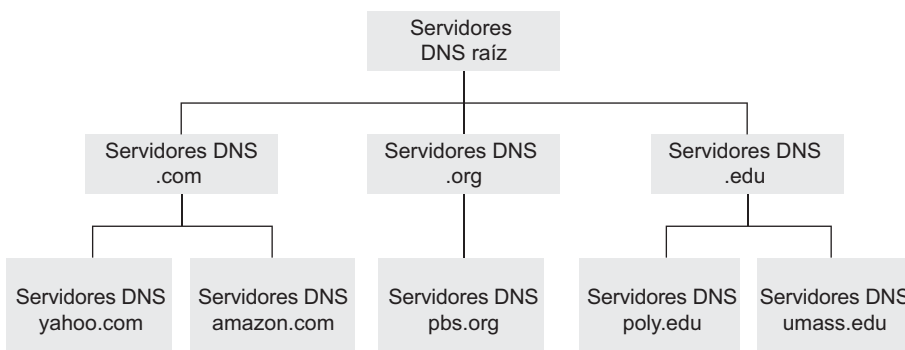 Servidores
DNS raíz
Servidores DNS
.com
Servidores DNS
.org
Servidores DNS
.edu
Servidores DNS
yahoo.com
Servidores DNS
amazon.com
Servidores DNS
pbs.org
Servidores DNS
poly.edu
Servidores DNS
umass.edu